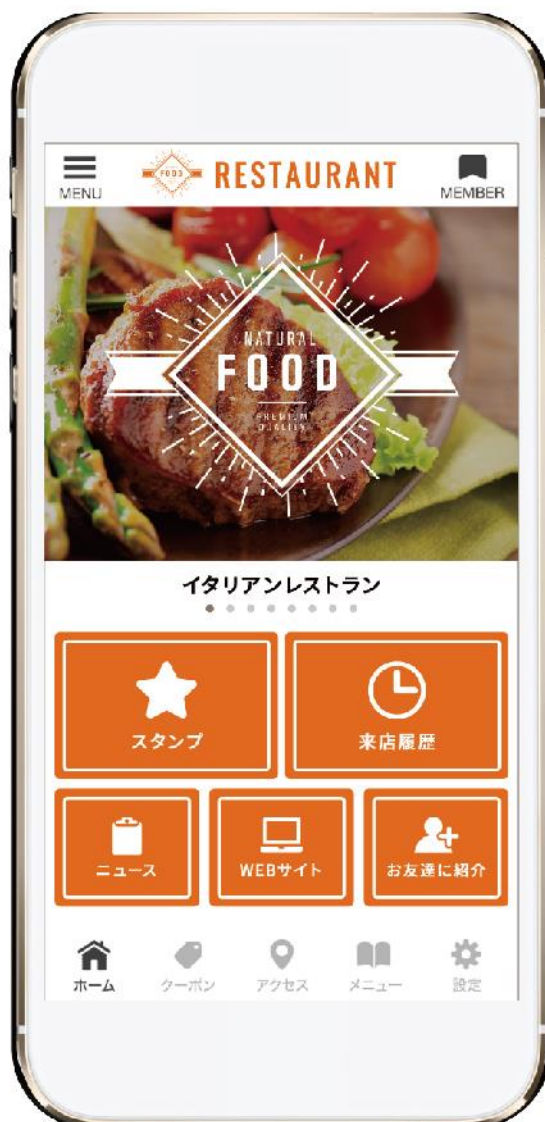 MENU
FOOD
RESTAURANT
MEMBER
NATURAL
FOOD
PREMIUM
QUALITY
イタリアンレストラン
スタンプ
来店履歴
ニュース
WEBサイト
お友達に紹介
ホーム
クーポン
アクセス
メニュー
設定